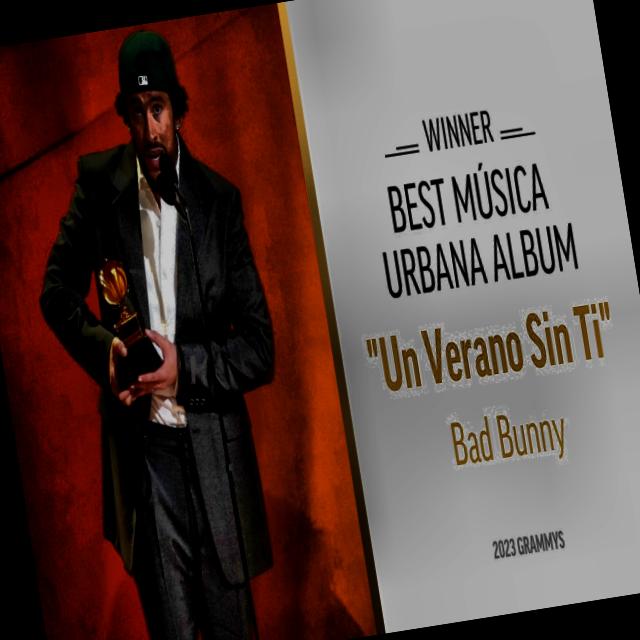 WINNER
BEST MÚSICA
URBANA ALBUM
"Un Verano Sin Ti"
Bad Bunny
2023 GRAMMYS